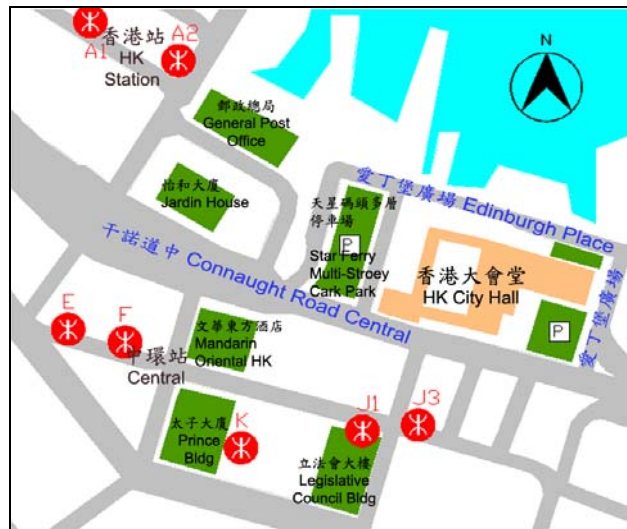 香港站
HK
Station
A1
A2
N
郵政總局
General Post
Office
怡和大廈
Jardin House
天星碼頭多層
停車場
P
Star Ferry
Multi-Stroey
Cark Park
愛丁堡廣場 Edinburgh Place
香港大會堂
HK City Hall
愛丁堡廣場
P
干諾道中 Connaught Road Central
E
F
中環站
Central
文華東方酒店
Mandarin
Oriental HK
太子大廈
Prince
Bldg
K
J1
J3
立法會大樓
Legislative
Council Bldg